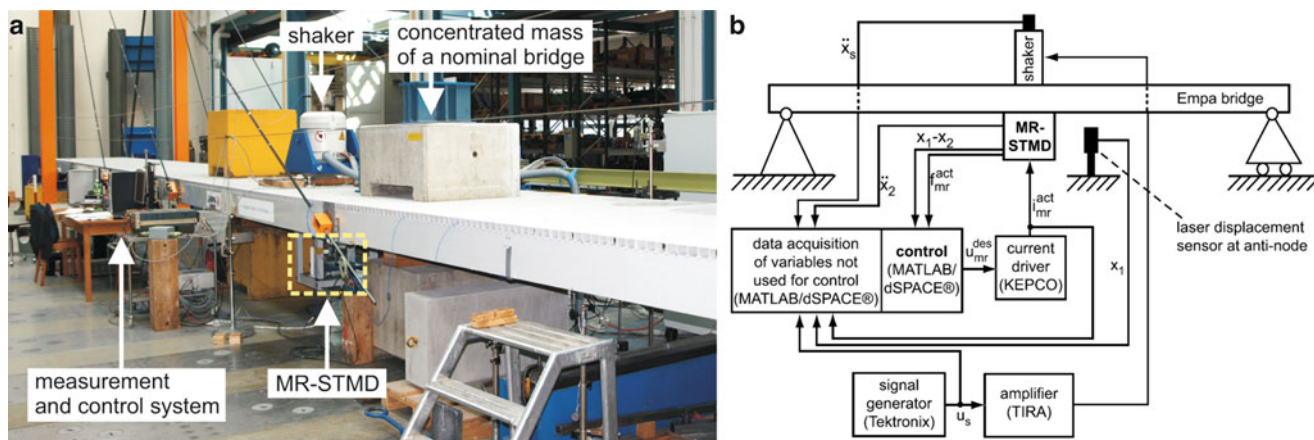 a
shaker
concentrated mass
of a nominal bridge
measurement
and control system
MR-STMD
b
ẍs
shaker
Empa bridge
MR-
STMD
x1-x2
ẍ2
f mr act
i mr act
laser displacement
sensor at anti-node
data acquisition
of variables not
used for control
(MATLAB/dSPACE®)
control
(MATLAB/
dSPACE®)
u mr des
current
driver
(KEPCO)
x1
signal
generator
(Tektronix)
us
amplifier
(TIRA)